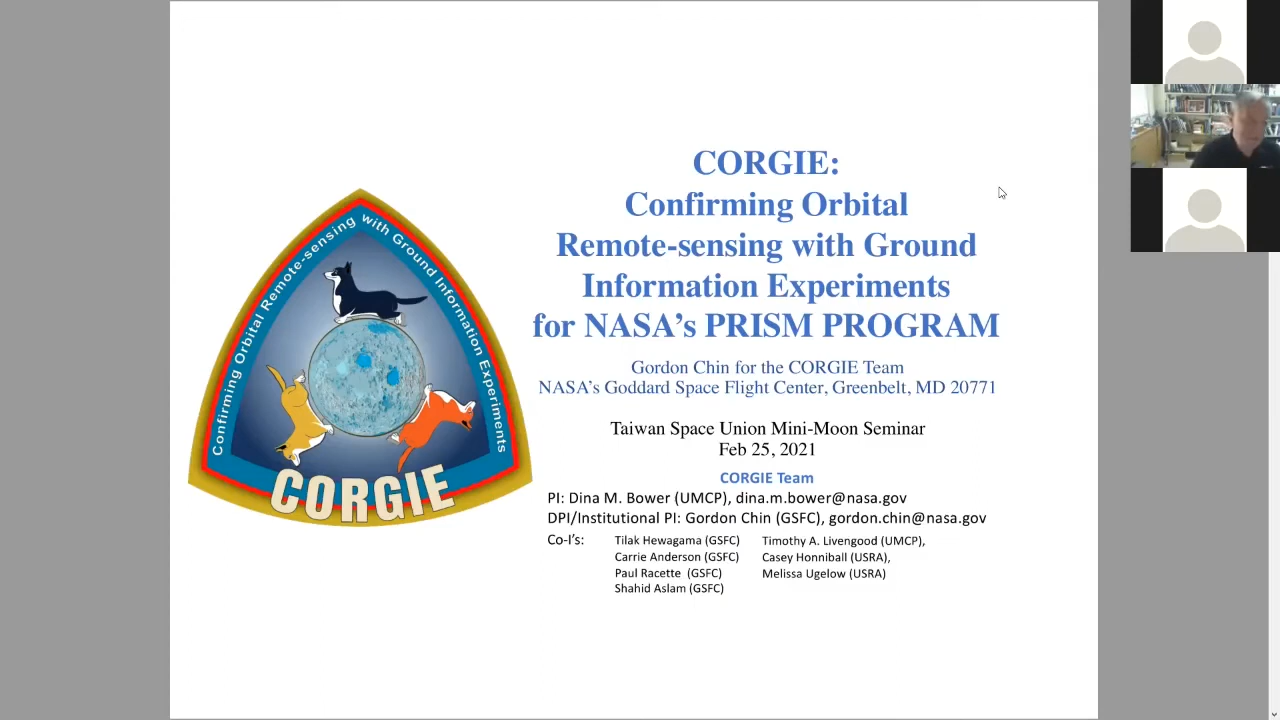 Confirming Orbital Remote-sensing with Ground Information Experiments
CORGIE
CORGIE:
Confirming Orbital
Remote-sensing with Ground
Information Experiments
for NASA's PRISM PROGRAM
Gordon Chin for the CORGIE Team
NASA's Goddard Space Flight Center, Greenbelt, MD 20771
Taiwan Space Union Mini-Moon Seminar
Feb 25, 2021
CORGIE Team
PI: Dina M. Bower (UMCP), dina.m.bower@nasa.gov
DPI/Institutional PI: Gordon Chin (GSFC), gordon.chin@nasa.gov
Co-I's: Tilak Hewagama (GSFC) Timothy A. Livengood (UMCP),
Carrie Anderson (GSFC) Casey Honniball (USRA),
Paul Racette (GSFC) Melissa Ugelow (USRA)
Shahid Aslam (GSFC)